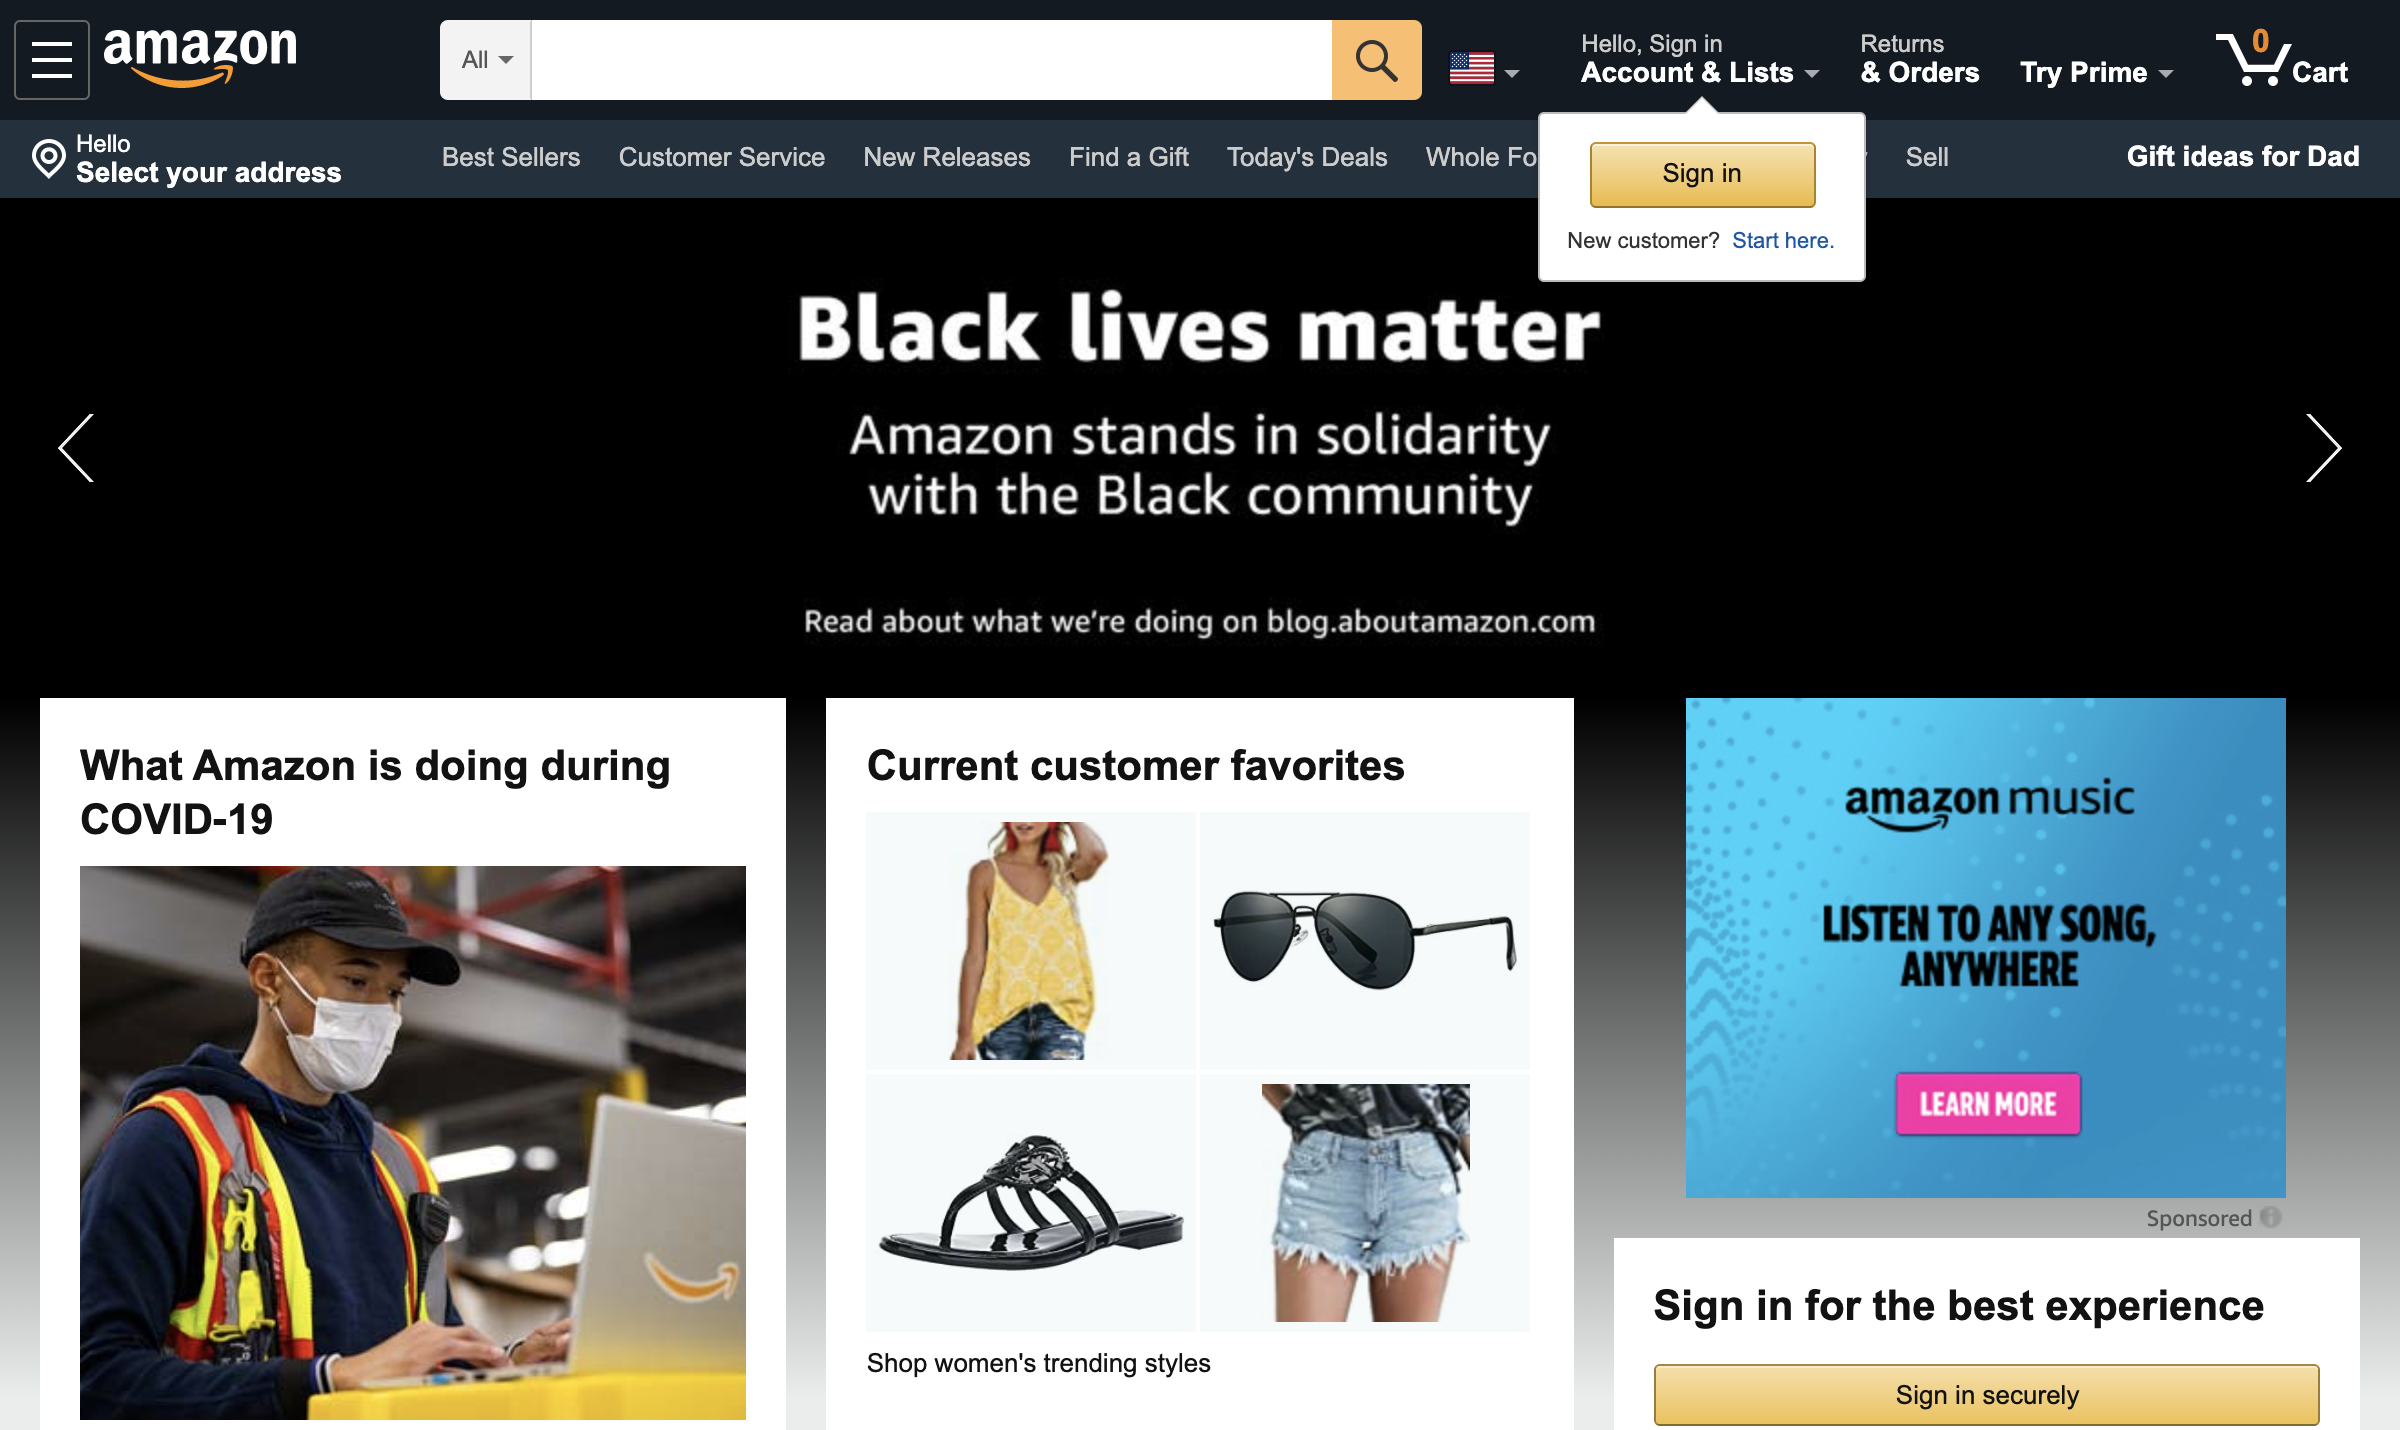 amazon
All
Hello, Sign in
Account & Lists
Returns
& Orders
Try Prime
0
Cart
Hello
Select your address
Best Sellers
Customer Service
New Releases
Find a Gift
Today's Deals
Whole Fo
Sell
Gift ideas for Dad
Sign in
New customer? Start here.
Black lives matter
Amazon stands in solidarity
with the Black community
Read about what we're doing on blog.aboutamazon.com
What Amazon is doing during
COVID-19
Current customer favorites
Shop women's trending styles
amazon music
LISTEN TO ANY SONG,
ANYWHERE
LEARN MORE
Sponsored
Sign in for the best experience
Sign in securely